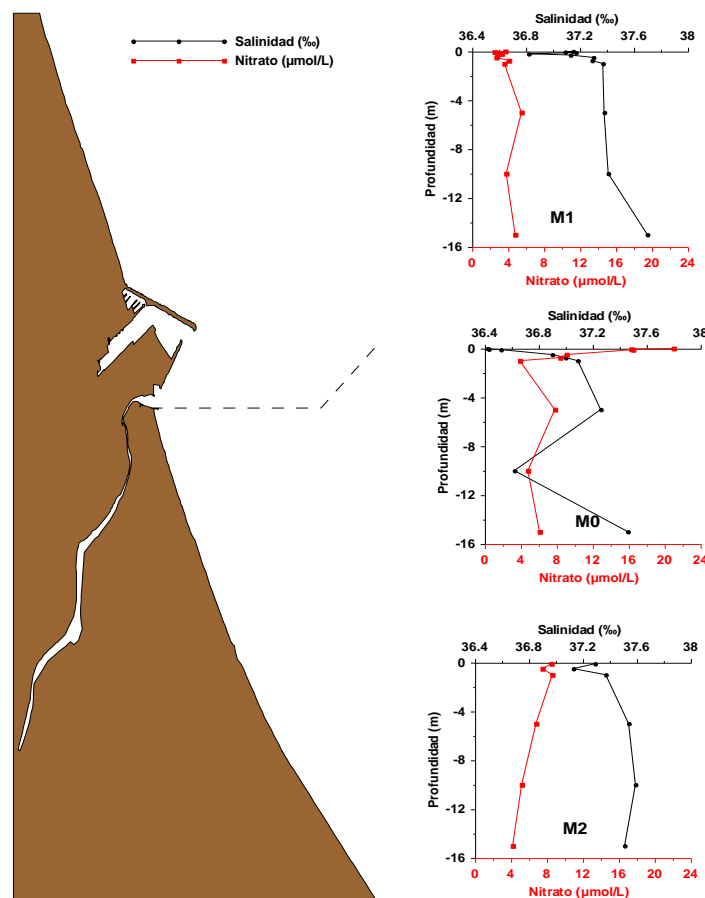 Salinidad (‰)
Nitrato (µmol/L)
Salinidad (‰)
36.4 36.8 37.2 37.6 38
0
-4
-8
-12
-16
Profundidad (m)
M1
0 4 8 12 16 20 24
Nitrato (µmol/L)
Salinidad (‰)
36.4 36.8 37.2 37.6 38
0
-4
-8
-12
-16
Profundidad (m)
M0
0 4 8 12 16 20 24
Nitrato (µmol/L)
Salinidad (‰)
36.4 36.8 37.2 37.6 38
0
-4
-8
-12
-16
Profundidad (m)
M2
0 4 8 12 16 20 24
Nitrato (µmol/L)